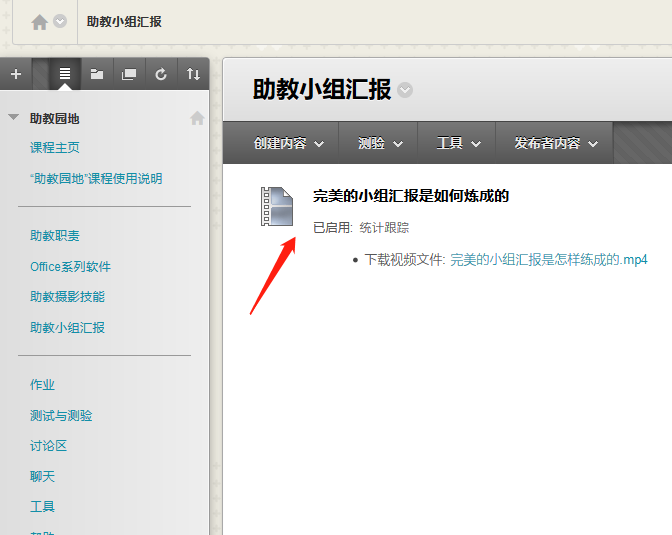 助教小组汇报
助教园地
课程主页
“助教园地”课程使用说明
助教职责
Office系列软件
助教摄影技能
助教小组汇报
作业
测试与测验
讨论区
聊天
工具
助教小组汇报
创建内容 测验 工具 发布者内容
完美的小组汇报是如何炼成的
已启用: 统计跟踪
下载视频文件: 完美的小组汇报是怎样练成的.mp4